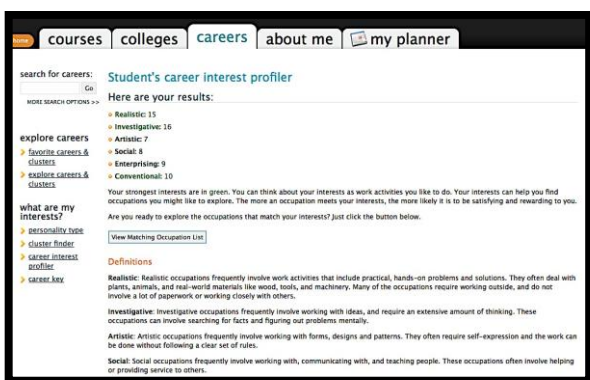 home courses colleges careers about me my planner
search for careers:
Go
MORE SEARCH OPTIONS >>
explore careers
favorite careers &
clusters
explore careers &
clusters
what are my
interests?
personality type
cluster finder
career interest
profiler
career key
Student's career interest profiler
Here are your results:
Realistic: 15
Investigative: 16
Artistic: 7
Social: 8
Enterprising: 9
Conventional: 10
Your strongest interests are in green. You can think about your interests as work activities you like to do. Your interests can help you find
occupations you might like to explore. The more an occupation meets your interests, the more likely it is to be satisfying and rewarding to you.
Are you ready to explore the occupations that match your interests? Just click the button below.
View Matching Occupation List
Definitions
Realistic: Realistic occupations frequently involve work activities that include practical, hands-on problems and solutions. They often deal with
plants, animals, and real-world materials like wood, tools, and machinery. Many of the occupations require working outside, and do not
involve a lot of paperwork or working closely with others.
Investigative: Investigative occupations frequently involve working with ideas, and require an extensive amount of thinking. These
occupations can involve searching for facts and figuring out problems mentally.
Artistic: Artistic occupations frequently involve working with forms, designs and patterns. They often require self-expression and the work can
be done without following a clear set of rules.
Social: Social occupations frequently involve working with, communicating with, and teaching people. These occupations often involve helping
or providing service to others.